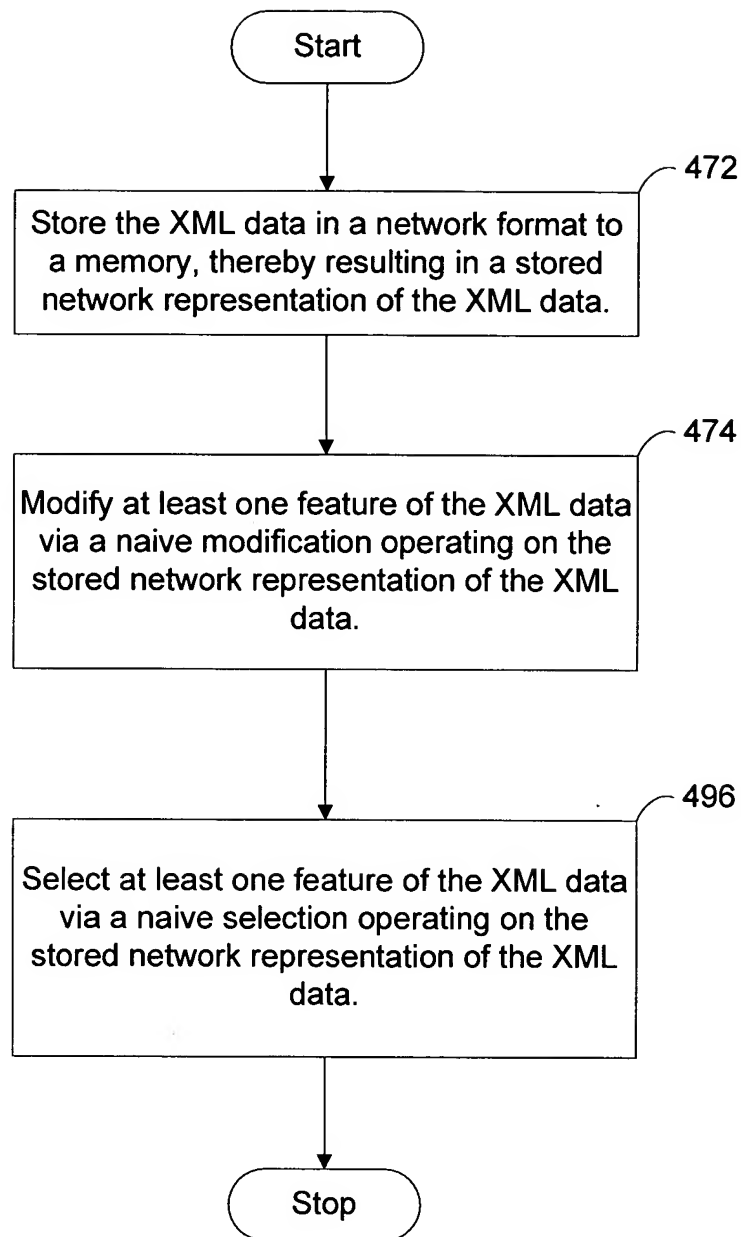 Start
472
Store the XML data in a network format to
a memory, thereby resulting in a stored
network representation of the XML data.
474
Modify at least one feature of the XML data
via a naive modification operating on the
stored network representation of the XML
data.
496
Select at least one feature of the XML data
via a naive selection operating on the
stored network representation of the XML
data.
Stop